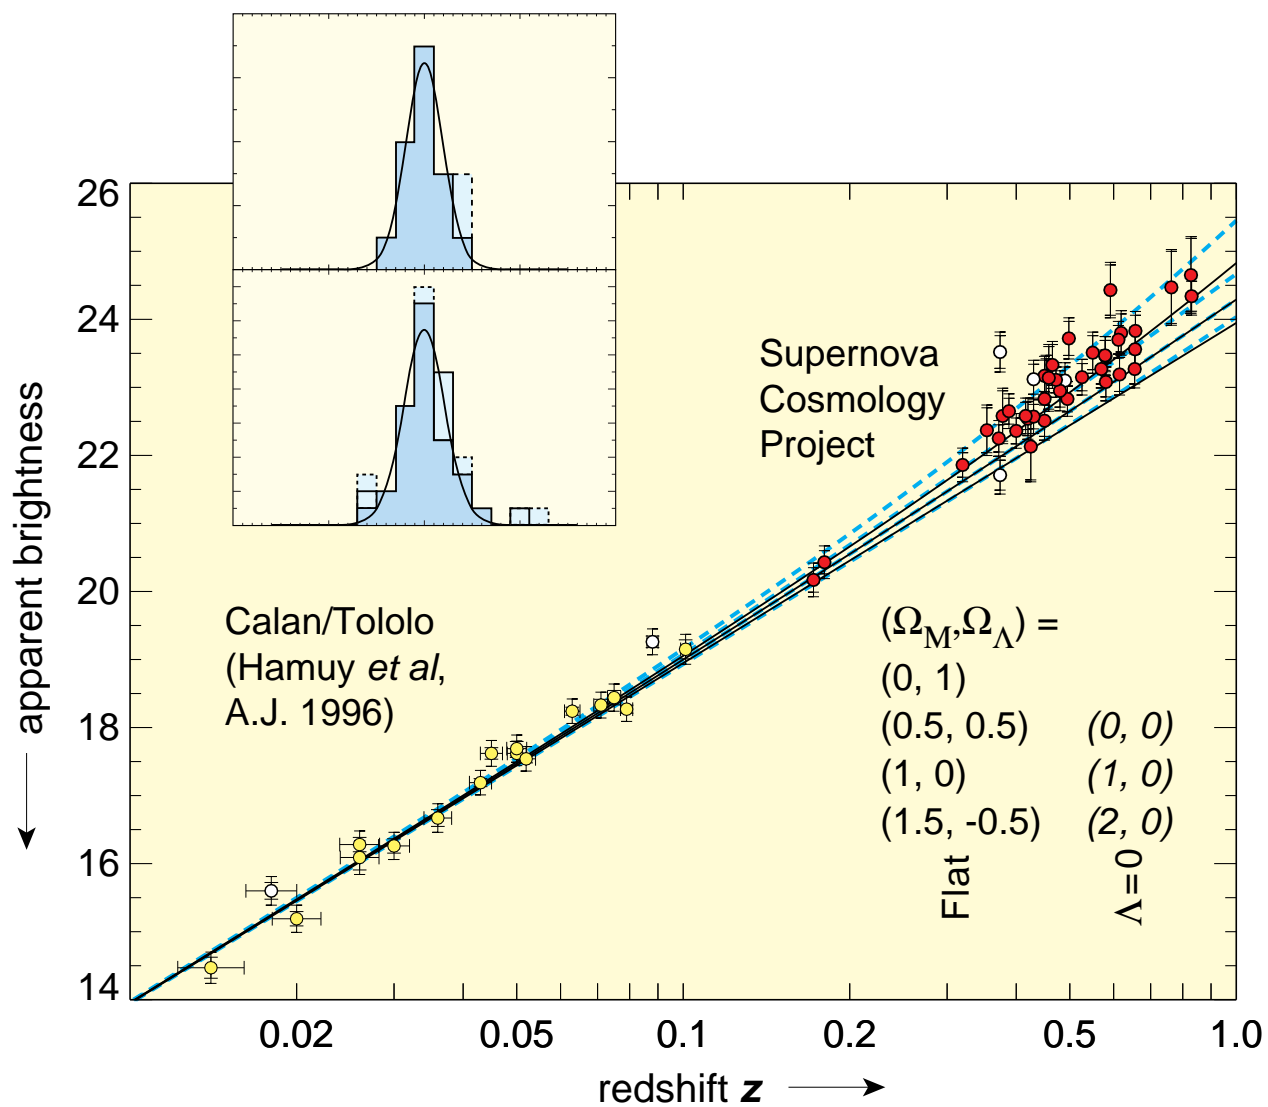 26
24
22
20
18
16
14
apparent brightness
Supernova
Cosmology
Project
Calan/Tololo
(Hamuy et al,
A.J. 1996)
(ΩM,ΩΛ) =
(0, 1)
(0.5, 0.5) (0, 0)
(1, 0) (1, 0)
(1.5, -0.5) (2, 0)
Flat
Λ=0
0.02 0.05 0.1 0.2 0.5 1.0
redshift z